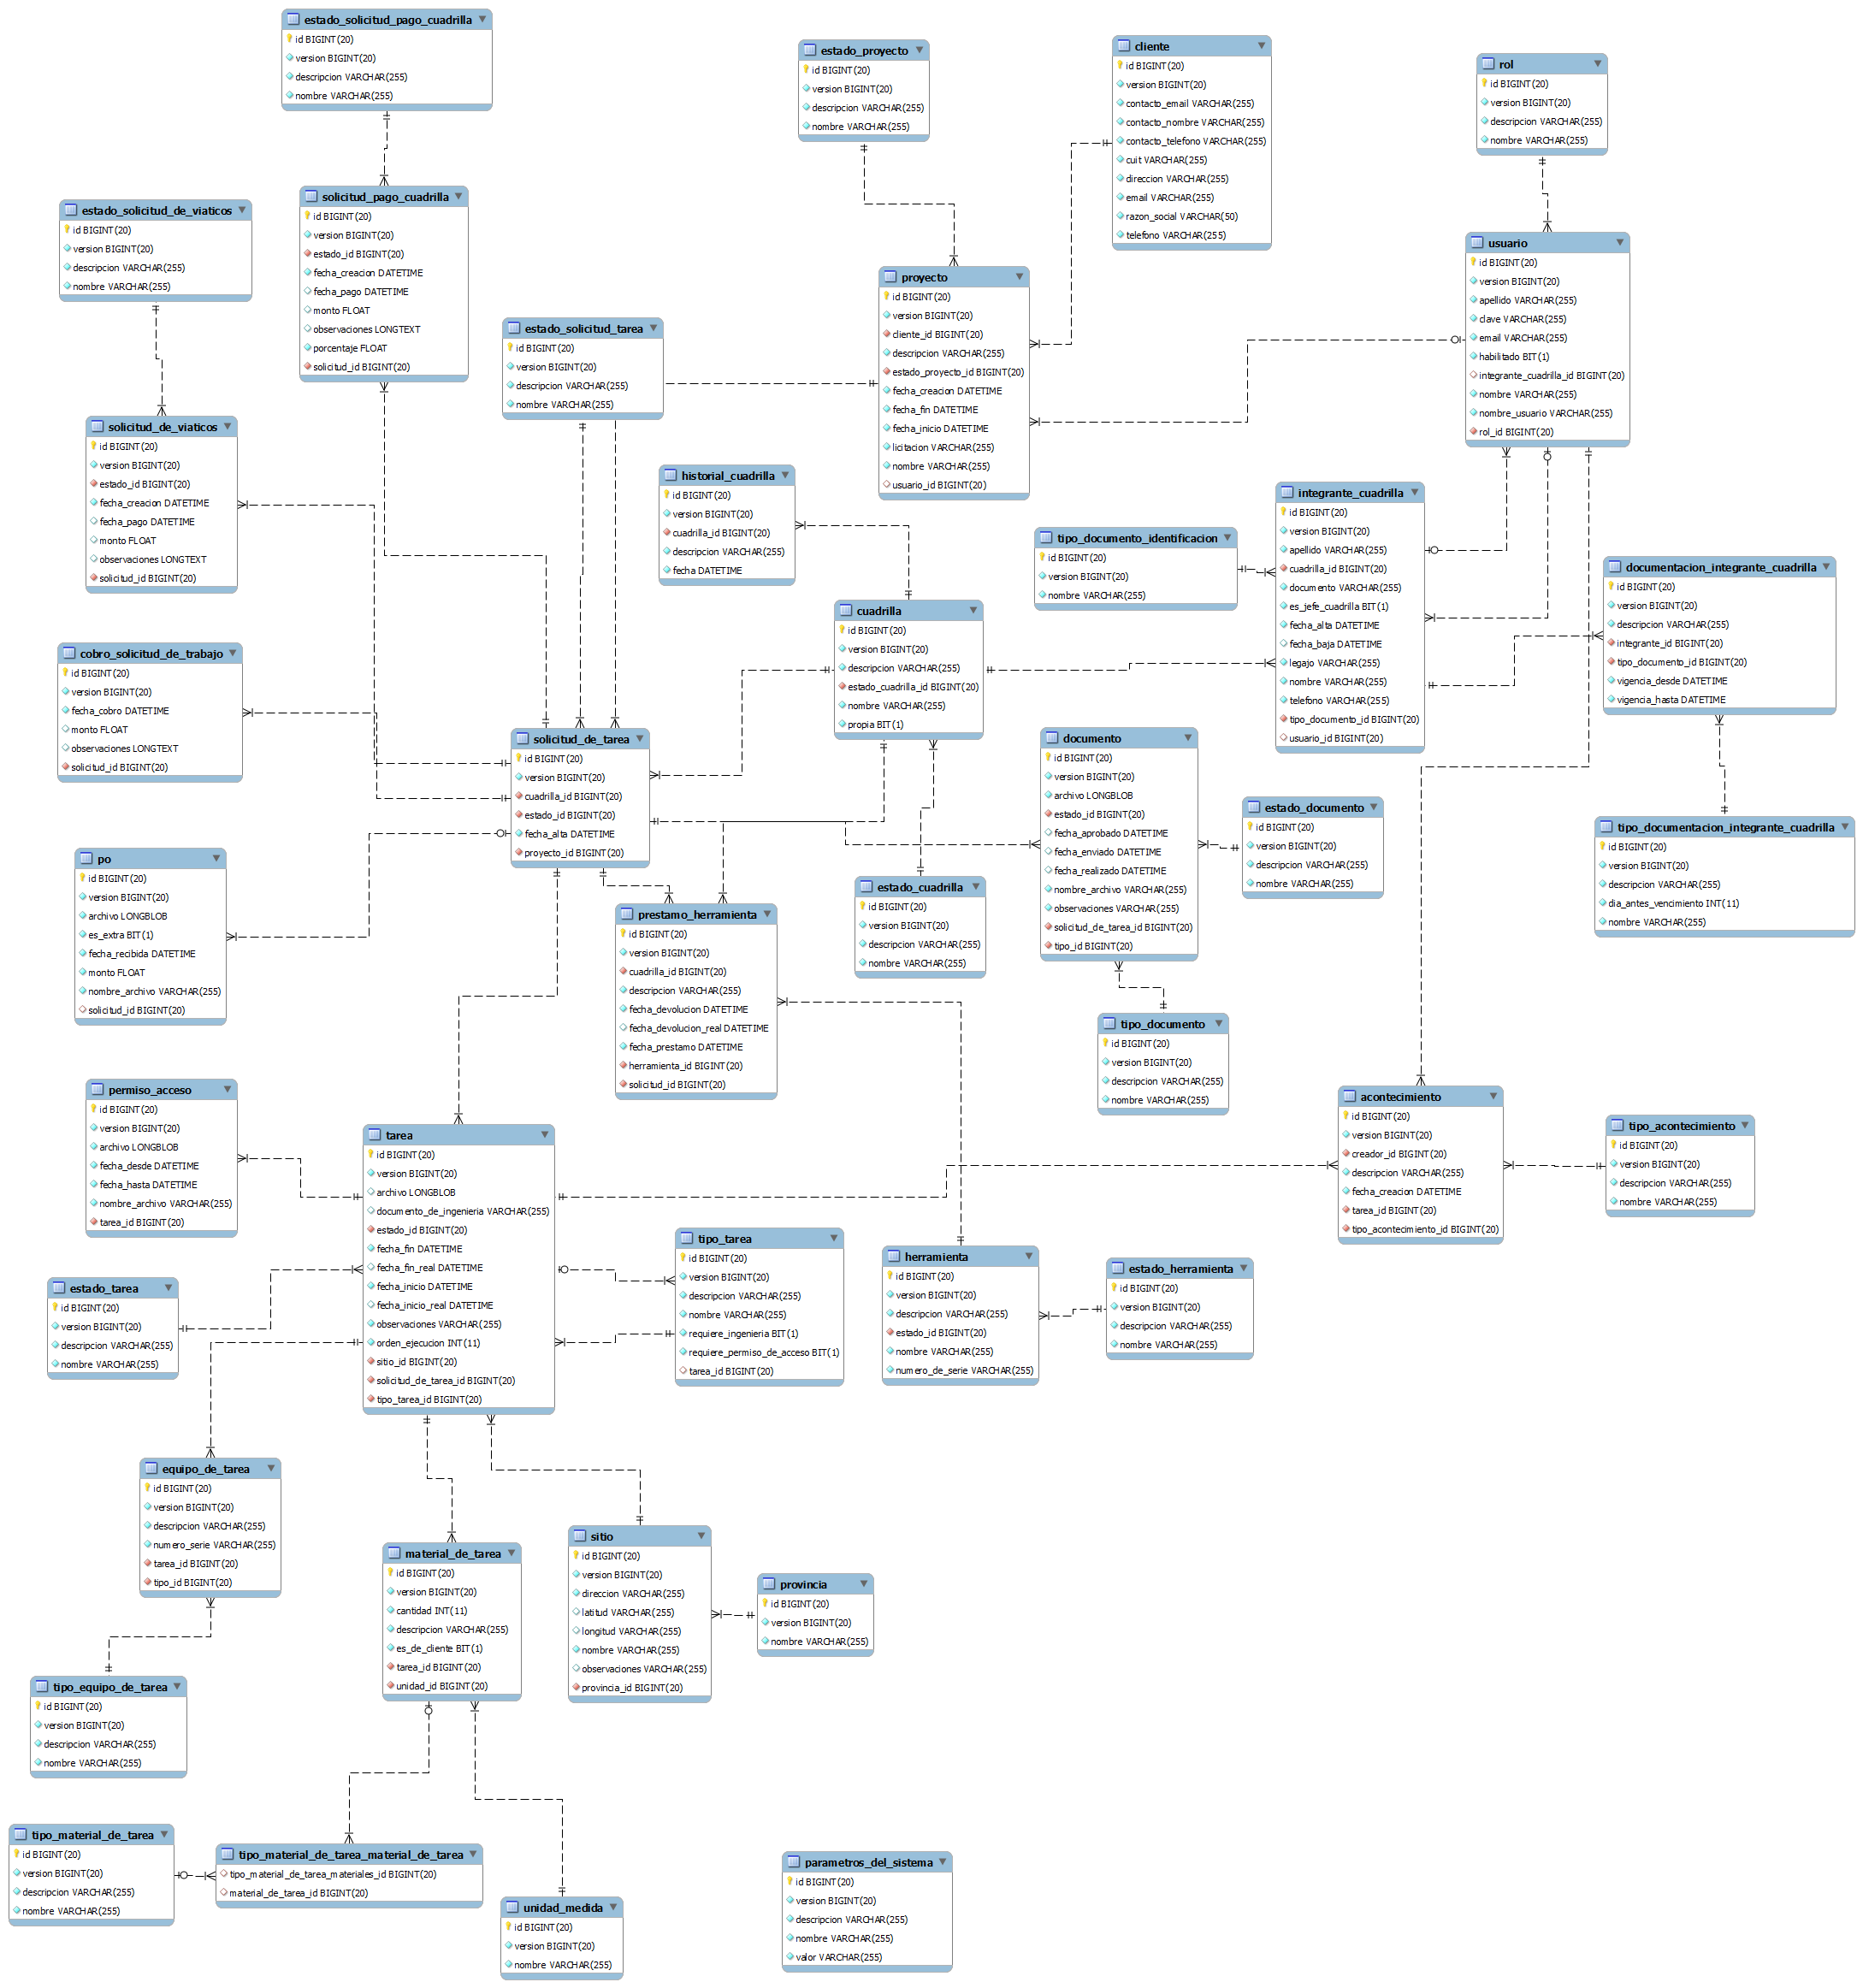 estado_solicitud_pago_cuadrilla
id BIGINT(20)
version BIGINT(20)
descripcion VARCHAR(255)
nombre VARCHAR(255)
estado_proyecto
id BIGINT(20)
version BIGINT(20)
descripcion VARCHAR(255)
nombre VARCHAR(255)
cliente
id BIGINT(20)
version BIGINT(20)
contacto_email VARCHAR(255)
contacto_nombre VARCHAR(255)
contacto_telefono VARCHAR(255)
cuit VARCHAR(255)
direccion VARCHAR(255)
email VARCHAR(255)
razon_social VARCHAR(50)
telefono VARCHAR(255)
rol
id BIGINT(20)
version BIGINT(20)
descripcion VARCHAR(255)
nombre VARCHAR(255)
estado_solicitud_de_viaticos
id BIGINT(20)
version BIGINT(20)
descripcion VARCHAR(255)
nombre VARCHAR(255)
solicitud_pago_cuadrilla
id BIGINT(20)
version BIGINT(20)
estado_id BIGINT(20)
fecha_creacion DATETIME
fecha_pago DATETIME
monto FLOAT
observaciones LONGTEXT
porcentaje FLOAT
solicitud_id BIGINT(20)
usuario
id BIGINT(20)
version BIGINT(20)
apellido VARCHAR(255)
clave VARCHAR(255)
email VARCHAR(255)
habilitado BIT(1)
integrante_cuadrilla_id BIGINT(20)
nombre VARCHAR(255)
nombre_usuario VARCHAR(255)
rol_id BIGINT(20)
proyecto
id BIGINT(20)
version BIGINT(20)
cliente_id BIGINT(20)
descripcion VARCHAR(255)
estado_proyecto_id BIGINT(20)
fecha_creacion DATETIME
fecha_fin DATETIME
fecha_inicio DATETIME
licitacion VARCHAR(255)
nombre VARCHAR(255)
usuario_id BIGINT(20)
estado_solicitud_tarea
id BIGINT(20)
version BIGINT(20)
descripcion VARCHAR(255)
nombre VARCHAR(255)
solicitud_de_viaticos
id BIGINT(20)
version BIGINT(20)
estado_id BIGINT(20)
fecha_creacion DATETIME
fecha_pago DATETIME
monto FLOAT
observaciones LONGTEXT
solicitud_id BIGINT(20)
historial_cuadrilla
id BIGINT(20)
version BIGINT(20)
cuadrilla_id BIGINT(20)
descripcion VARCHAR(255)
fecha DATETIME
integrante_cuadrilla
id BIGINT(20)
version BIGINT(20)
apellido VARCHAR(255)
cuadrilla_id BIGINT(20)
documento VARCHAR(255)
es_jefe_cuadrilla BIT(1)
fecha_alta DATETIME
fecha_baja DATETIME
legajo VARCHAR(255)
nombre VARCHAR(255)
telefono VARCHAR(255)
tipo_documento_id BIGINT(20)
usuario_id BIGINT(20)
tipo_documento_identificacion
id BIGINT(20)
version BIGINT(20)
nombre VARCHAR(255)
documentacion_integrante_cuadrilla
id BIGINT(20)
version BIGINT(20)
descripcion VARCHAR(255)
integrante_id BIGINT(20)
tipo_documento_id BIGINT(20)
vigencia_desde DATETIME
vigencia_hasta DATETIME
cuadrilla
id BIGINT(20)
version BIGINT(20)
descripcion VARCHAR(255)
estado_cuadrilla_id BIGINT(20)
nombre VARCHAR(255)
propia BIT(1)
cobro_solicitud_de_trabajo
id BIGINT(20)
version BIGINT(20)
fecha_cobro DATETIME
monto FLOAT
observaciones LONGTEXT
solicitud_id BIGINT(20)
solicitud_de_tarea
id BIGINT(20)
version BIGINT(20)
cuadrilla_id BIGINT(20)
estado_id BIGINT(20)
fecha_alta DATETIME
proyecto_id BIGINT(20)
documento
id BIGINT(20)
version BIGINT(20)
archivo LONGBLOB
estado_id BIGINT(20)
fecha_aprobado DATETIME
fecha_enviado DATETIME
fecha_realizado DATETIME
nombre_archivo VARCHAR(255)
observaciones VARCHAR(255)
solicitud_de_tarea_id BIGINT(20)
tipo_id BIGINT(20)
estado_documento
id BIGINT(20)
version BIGINT(20)
descripcion VARCHAR(255)
nombre VARCHAR(255)
tipo_documentacion_integrante_cuadrilla
id BIGINT(20)
version BIGINT(20)
descripcion VARCHAR(255)
dia_antes_vencimiento INT(11)
nombre VARCHAR(255)
po
id BIGINT(20)
version BIGINT(20)
archivo LONGBLOB
es_extra BIT(1)
fecha_recibida DATETIME
monto FLOAT
nombre_archivo VARCHAR(255)
solicitud_id BIGINT(20)
estado_cuadrilla
id BIGINT(20)
version BIGINT(20)
descripcion VARCHAR(255)
nombre VARCHAR(255)
prestamo_herramienta
id BIGINT(20)
version BIGINT(20)
cuadrilla_id BIGINT(20)
descripcion VARCHAR(255)
fecha_devolucion DATETIME
fecha_devolucion_real DATETIME
fecha_prestamo DATETIME
herramienta_id BIGINT(20)
solicitud_id BIGINT(20)
tipo_documento
id BIGINT(20)
version BIGINT(20)
descripcion VARCHAR(255)
nombre VARCHAR(255)
permiso_acceso
id BIGINT(20)
version BIGINT(20)
archivo LONGBLOB
fecha_desde DATETIME
fecha_hasta DATETIME
nombre_archivo VARCHAR(255)
tarea_id BIGINT(20)
acontecimiento
id BIGINT(20)
version BIGINT(20)
creador_id BIGINT(20)
descripcion VARCHAR(255)
fecha_creacion DATETIME
tarea_id BIGINT(20)
tipo_acontecimiento_id BIGINT(20)
tipo_acontecimiento
id BIGINT(20)
version BIGINT(20)
descripcion VARCHAR(255)
nombre VARCHAR(255)
tarea
id BIGINT(20)
version BIGINT(20)
archivo LONGBLOB
documento_de_ingenieria VARCHAR(255)
estado_id BIGINT(20)
fecha_fin DATETIME
fecha_fin_real DATETIME
fecha_inicio DATETIME
fecha_inicio_real DATETIME
observaciones VARCHAR(255)
orden_ejecucion INT(11)
sitio_id BIGINT(20)
solicitud_de_tarea_id BIGINT(20)
tipo_tarea_id BIGINT(20)
tipo_tarea
id BIGINT(20)
version BIGINT(20)
descripcion VARCHAR(255)
nombre VARCHAR(255)
requiere_ingenieria BIT(1)
requiere_permiso_de_acceso BIT(1)
tarea_id BIGINT(20)
herramienta
id BIGINT(20)
version BIGINT(20)
descripcion VARCHAR(255)
estado_id BIGINT(20)
nombre VARCHAR(255)
numero_de_serie VARCHAR(255)
estado_herramienta
id BIGINT(20)
version BIGINT(20)
descripcion VARCHAR(255)
nombre VARCHAR(255)
estado_tarea
id BIGINT(20)
version BIGINT(20)
descripcion VARCHAR(255)
nombre VARCHAR(255)
equipo_de_tarea
id BIGINT(20)
version BIGINT(20)
descripcion VARCHAR(255)
numero_serie VARCHAR(255)
tarea_id BIGINT(20)
tipo_id BIGINT(20)
material_de_tarea
id BIGINT(20)
version BIGINT(20)
cantidad INT(11)
descripcion VARCHAR(255)
es_de_cliente BIT(1)
tarea_id BIGINT(20)
unidad_id BIGINT(20)
sitio
id BIGINT(20)
version BIGINT(20)
direccion VARCHAR(255)
latitud VARCHAR(255)
longitud VARCHAR(255)
nombre VARCHAR(255)
observaciones VARCHAR(255)
provincia_id BIGINT(20)
provincia
id BIGINT(20)
version BIGINT(20)
nombre VARCHAR(255)
tipo_equipo_de_tarea
id BIGINT(20)
version BIGINT(20)
descripcion VARCHAR(255)
nombre VARCHAR(255)
tipo_material_de_tarea
id BIGINT(20)
version BIGINT(20)
descripcion VARCHAR(255)
nombre VARCHAR(255)
tipo_material_de_tarea_material_de_tarea
tipo_material_de_tarea_materiales_id BIGINT(20)
material_de_tarea_id BIGINT(20)
unidad_medida
id BIGINT(20)
version BIGINT(20)
nombre VARCHAR(255)
parametros_del_sistema
id BIGINT(20)
version BIGINT(20)
descripcion VARCHAR(255)
nombre VARCHAR(255)
valor VARCHAR(255)